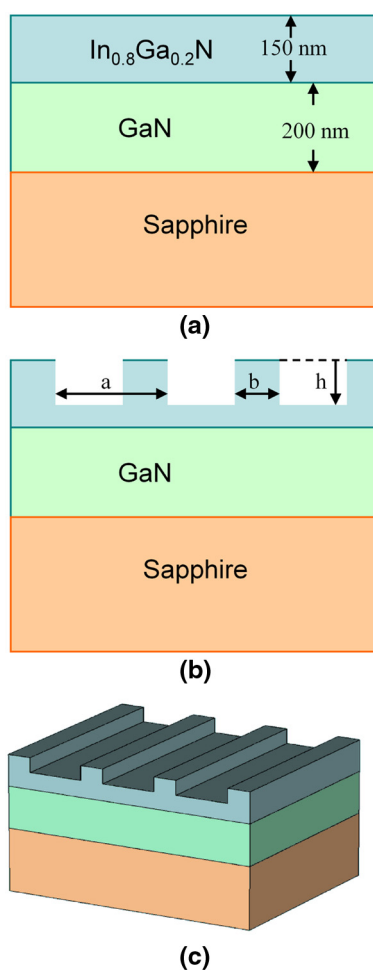 In₀.₈Ga₀.₂N
150 nm
GaN
200 nm
Sapphire
(a)
a
b
h
GaN
Sapphire
(b)
(c)